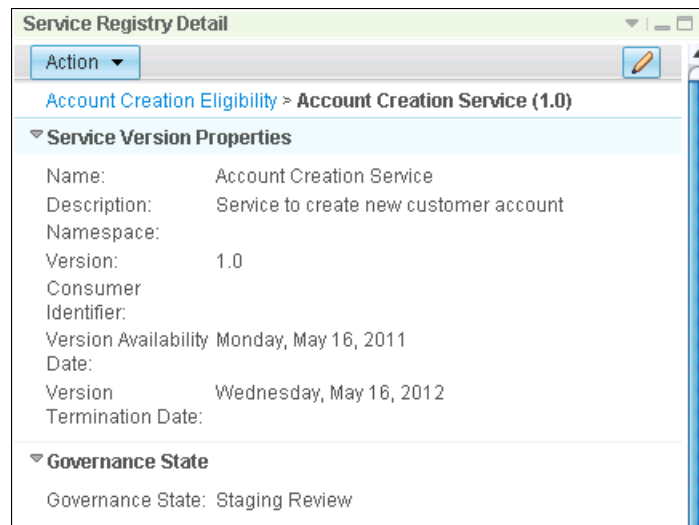 Service Registry Detail
Action
Account Creation Eligibility > Account Creation Service (1.0)
Service Version Properties
Name: Account Creation Service
Description: Service to create new customer account
Namespace:
Version: 1.0
Consumer
Identifier:
Version Availability Monday, May 16, 2011
Date:
Version Wednesday, May 16, 2012
Termination Date:
Governance State
Governance State: Staging Review